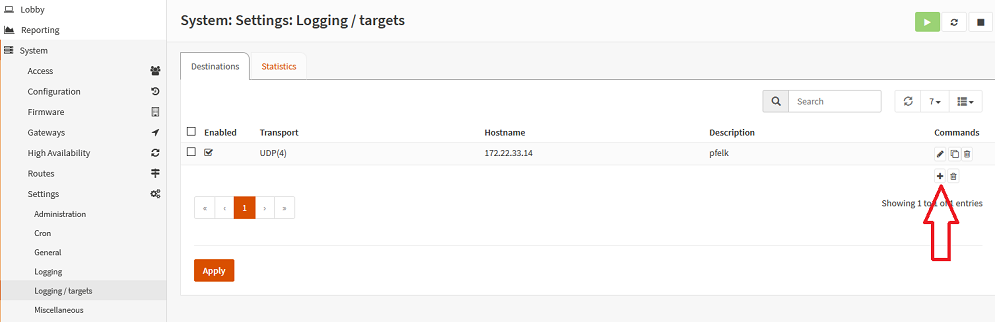 Lobby
Reporting
System
Access
Configuration
Firmware
Gateways
High Availability
Routes
Settings
Administration
Cron
General
Logging
Logging / targets
Miscellaneous
System: Settings: Logging / targets
Destinations Statistics
Search 7
Enabled Transport Hostname Description Commands
UDP(4) 172.22.33.14 pfelk
« ‹ 1 › »
Showing 1 to 1 of 1 entries
Apply